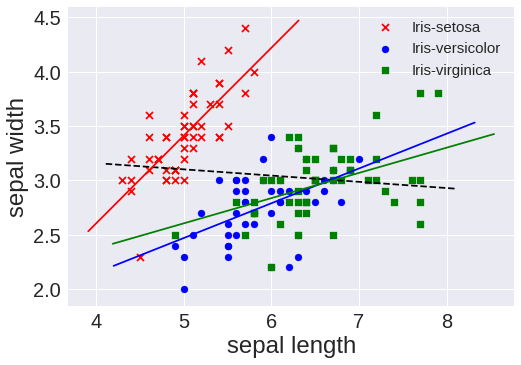 4.5
4.0
3.5
3.0
2.5
2.0
sepal width
Iris-setosa
Iris-versicolor
Iris-virginica
4 5 6 7 8
sepal length